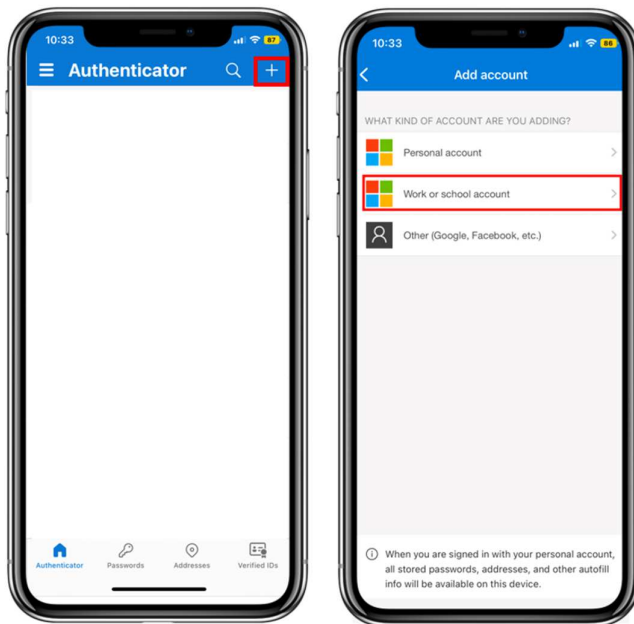 10:33
87
Authenticator
Authenticator
Passwords
Addresses
Verified IDs
10:33
86
Add account
WHAT KIND OF ACCOUNT ARE YOU ADDING?
Personal account
Work or school account
Other (Google, Facebook, etc.)
When you are signed in with your personal account,
all stored passwords, addresses, and other autofill
info will be available on this device.